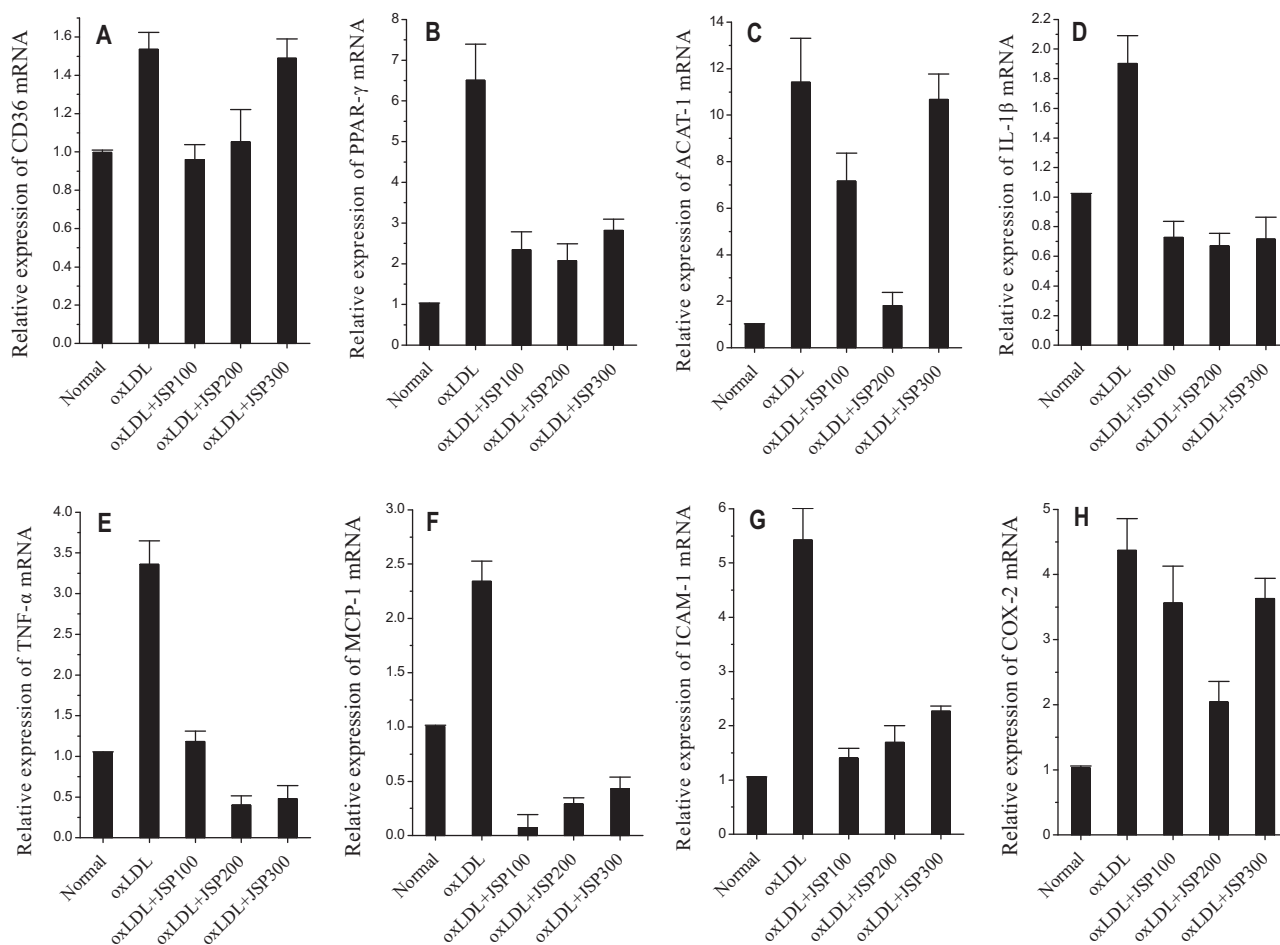 A
Relative expression of CD36 mRNA
1.6
1.4
1.2
1.0
0.8
0.6
0.4
0.2
0.0
Normal
oxLDL
oxLDL+JSP100
oxLDL+JSP200
oxLDL+JSP300
B
Relative expression of PPAR-γ mRNA
8
7
6
5
4
3
2
1
0
Normal
oxLDL
oxLDL+JSP100
oxLDL+JSP200
oxLDL+JSP300
C
Relative expression of ACAT-1 mRNA
14
12
10
8
6
4
2
0
Normal
oxLDL
oxLDL+JSP100
oxLDL+JSP200
oxLDL+JSP300
D
Relative expression of IL-1β mRNA
2.2
2.0
1.8
1.6
1.4
1.2
1.0
0.8
0.6
0.4
0.2
0.0
Normal
oxLDL
oxLDL+JSP100
oxLDL+JSP200
oxLDL+JSP300
E
Relative expression of TNF-α mRNA
4.0
3.5
3.0
2.5
2.0
1.5
1.0
0.5
0.0
Normal
oxLDL
oxLDL+JSP100
oxLDL+JSP200
oxLDL+JSP300
F
Relative expression of MCP-1 mRNA
3.0
2.5
2.0
1.5
1.0
0.5
0.0
Normal
oxLDL
oxLDL+JSP100
oxLDL+JSP200
oxLDL+JSP300
G
Relative expression of ICAM-1 mRNA
6
5
4
3
2
1
0
Normal
oxLDL
oxLDL+JSP100
oxLDL+JSP200
oxLDL+JSP300
H
Relative expression of COX-2 mRNA
5
4
3
2
1
0
Normal
oxLDL
oxLDL+JSP100
oxLDL+JSP200
oxLDL+JSP300